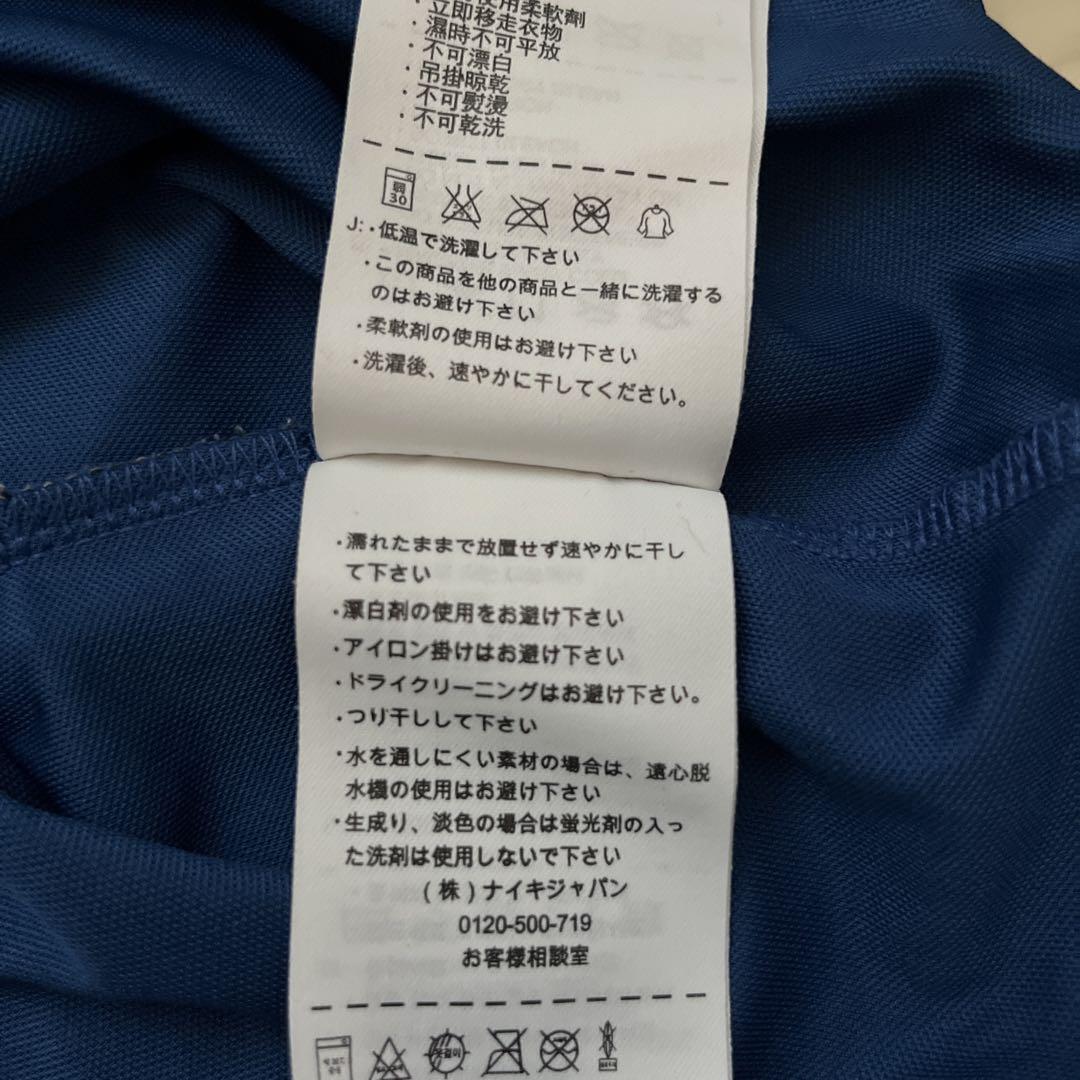 使用柔軟劑
·立即移走衣物
·濕時不可平放
·不可漂白
·吊掛晾乾
·不可熨燙
·不可乾洗
弱
30
J:・低温で洗濯して下さい
・この商品を他の商品と一緒に洗濯する
のはお避け下さい
・柔軟剤の使用はお避け下さい
・洗濯後、速やかに干してください。
・濡れたままで放置せず速やかに干し
て下さい
・漂白剤の使用をお避け下さい
・アイロン掛けはお避け下さい
・ドライクリーニングはお避け下さい。
・つり干しして下さい
・水を通しにくい素材の場合は、遠心脱
水機の使用はお避け下さい
・生成り、淡色の場合は蛍光剤の入っ
た洗剤は使用しないで下さい
(株)ナイキジャパン
0120-500-719
お客様相談室
옷걸이